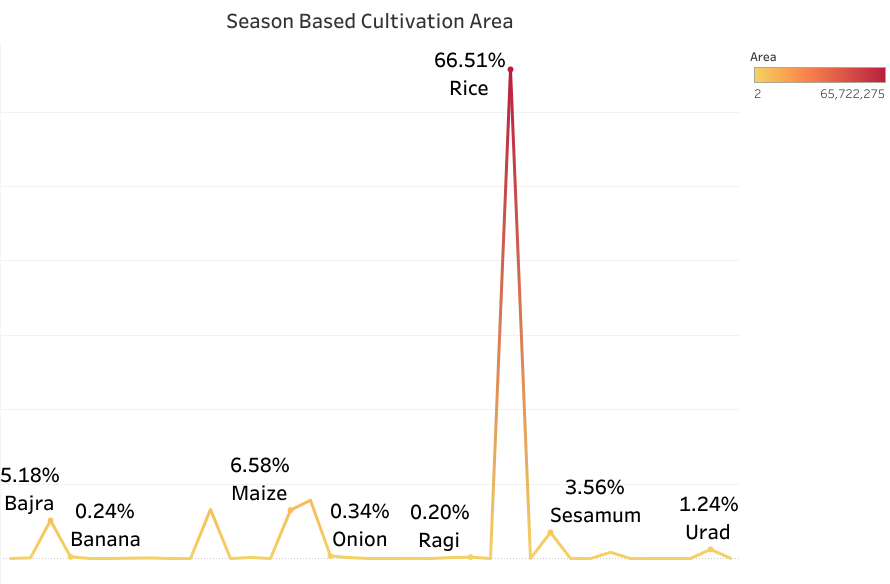 Season Based Cultivation Area
Area
2 65,722,275
66.51%
Rice
5.18%
Bajra
0.24%
Banana
6.58%
Maize
0.34%
Onion
0.20%
Ragi
3.56%
Sesamum
1.24%
Urad